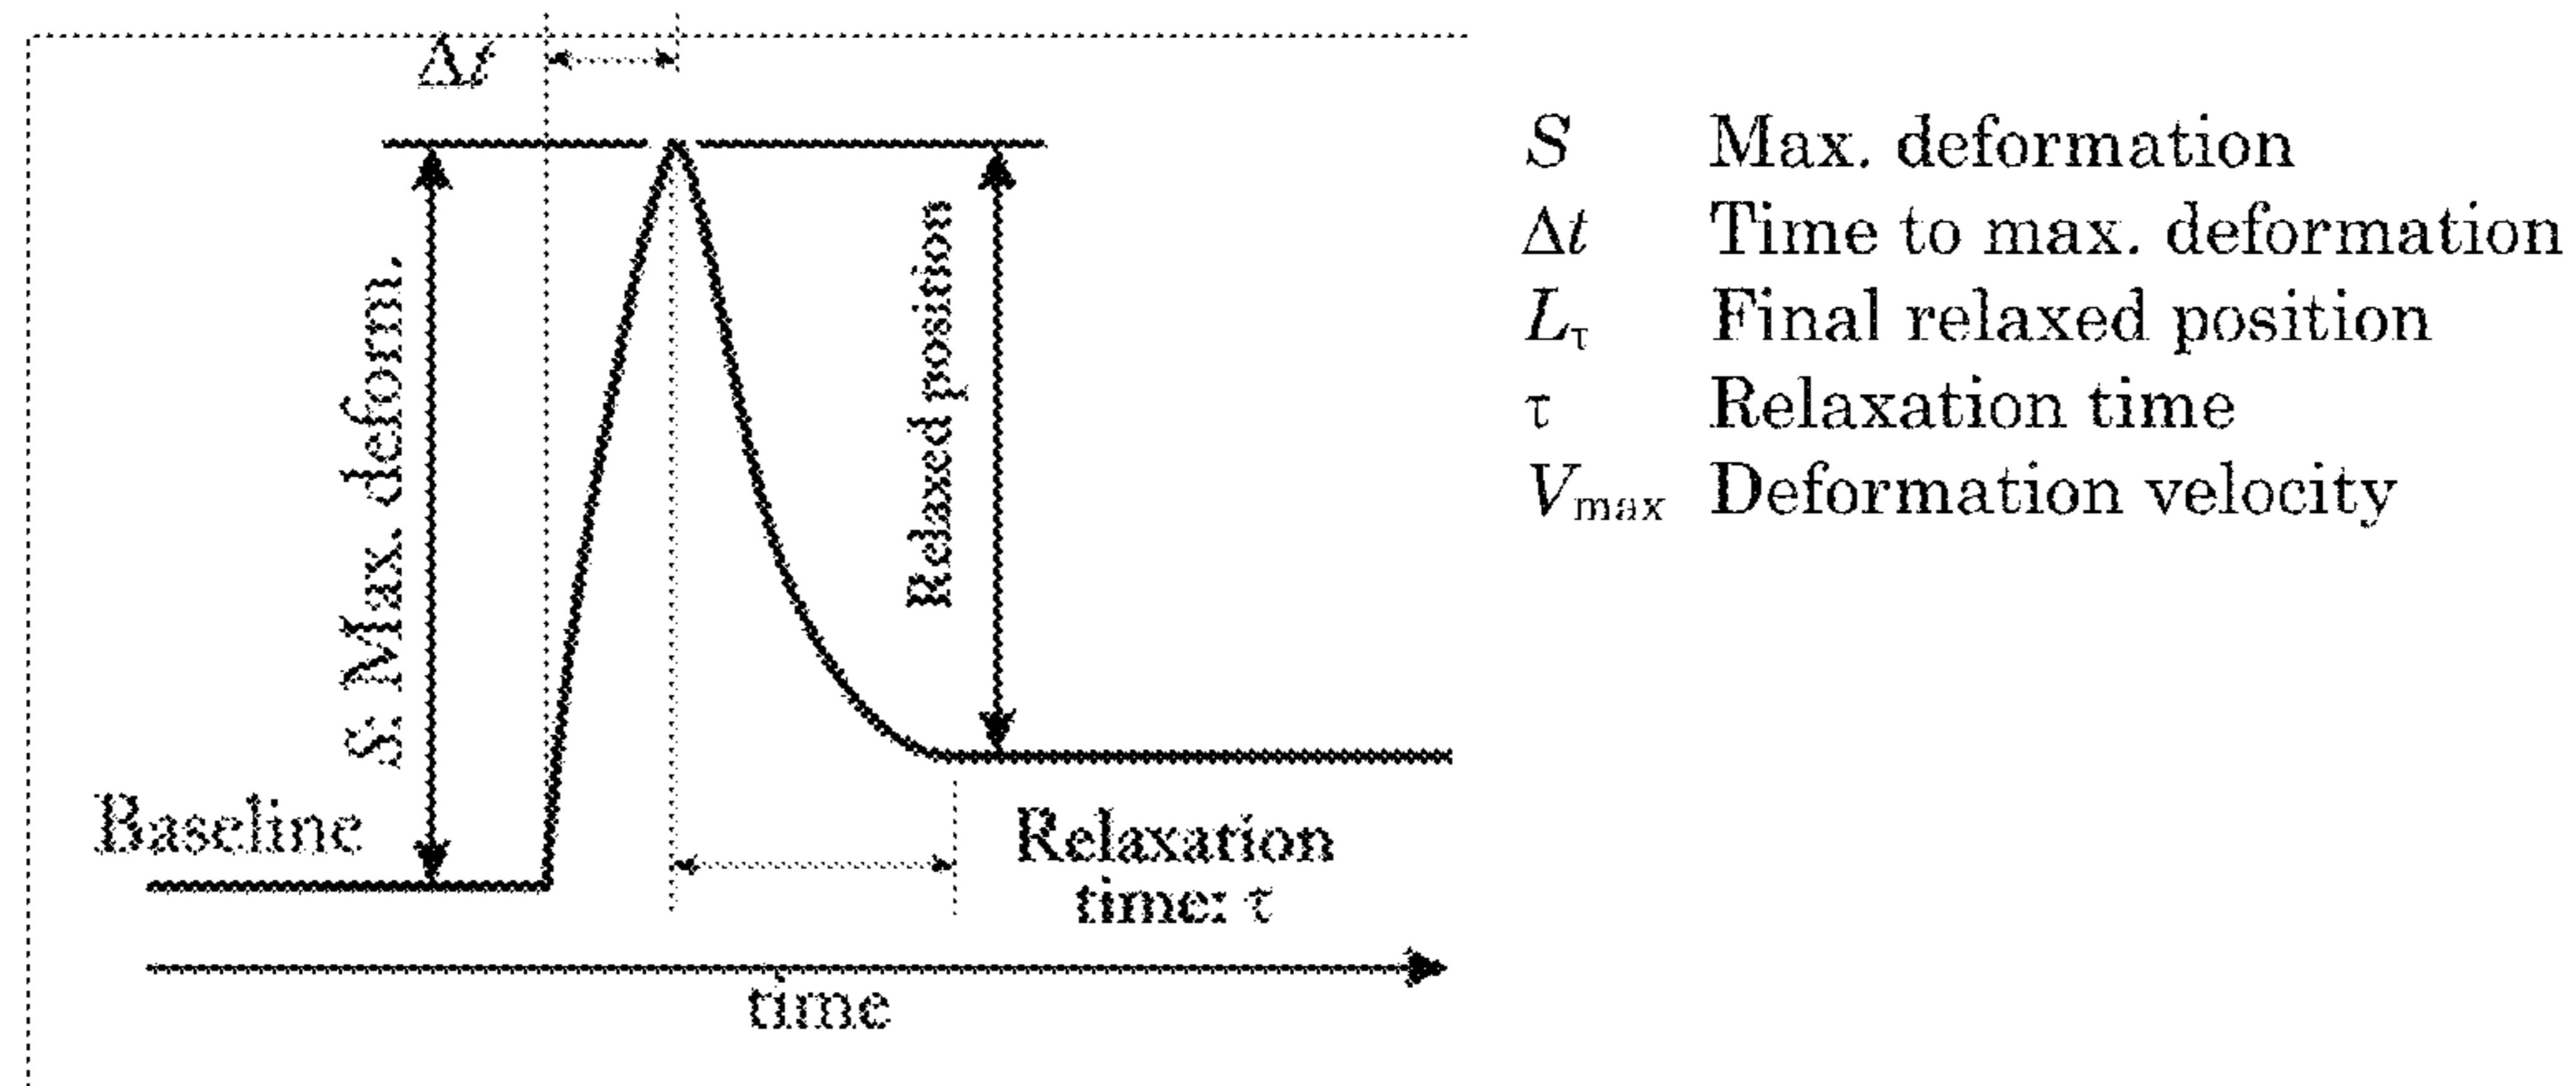 Δt
S: Max. deform.
Relaxed position
Baseline
Relaxation
time: τ
time
S Max. deformation
Δt Time to max. deformation
Lτ Final relaxed position
τ Relaxation time
Vmax Deformation velocity